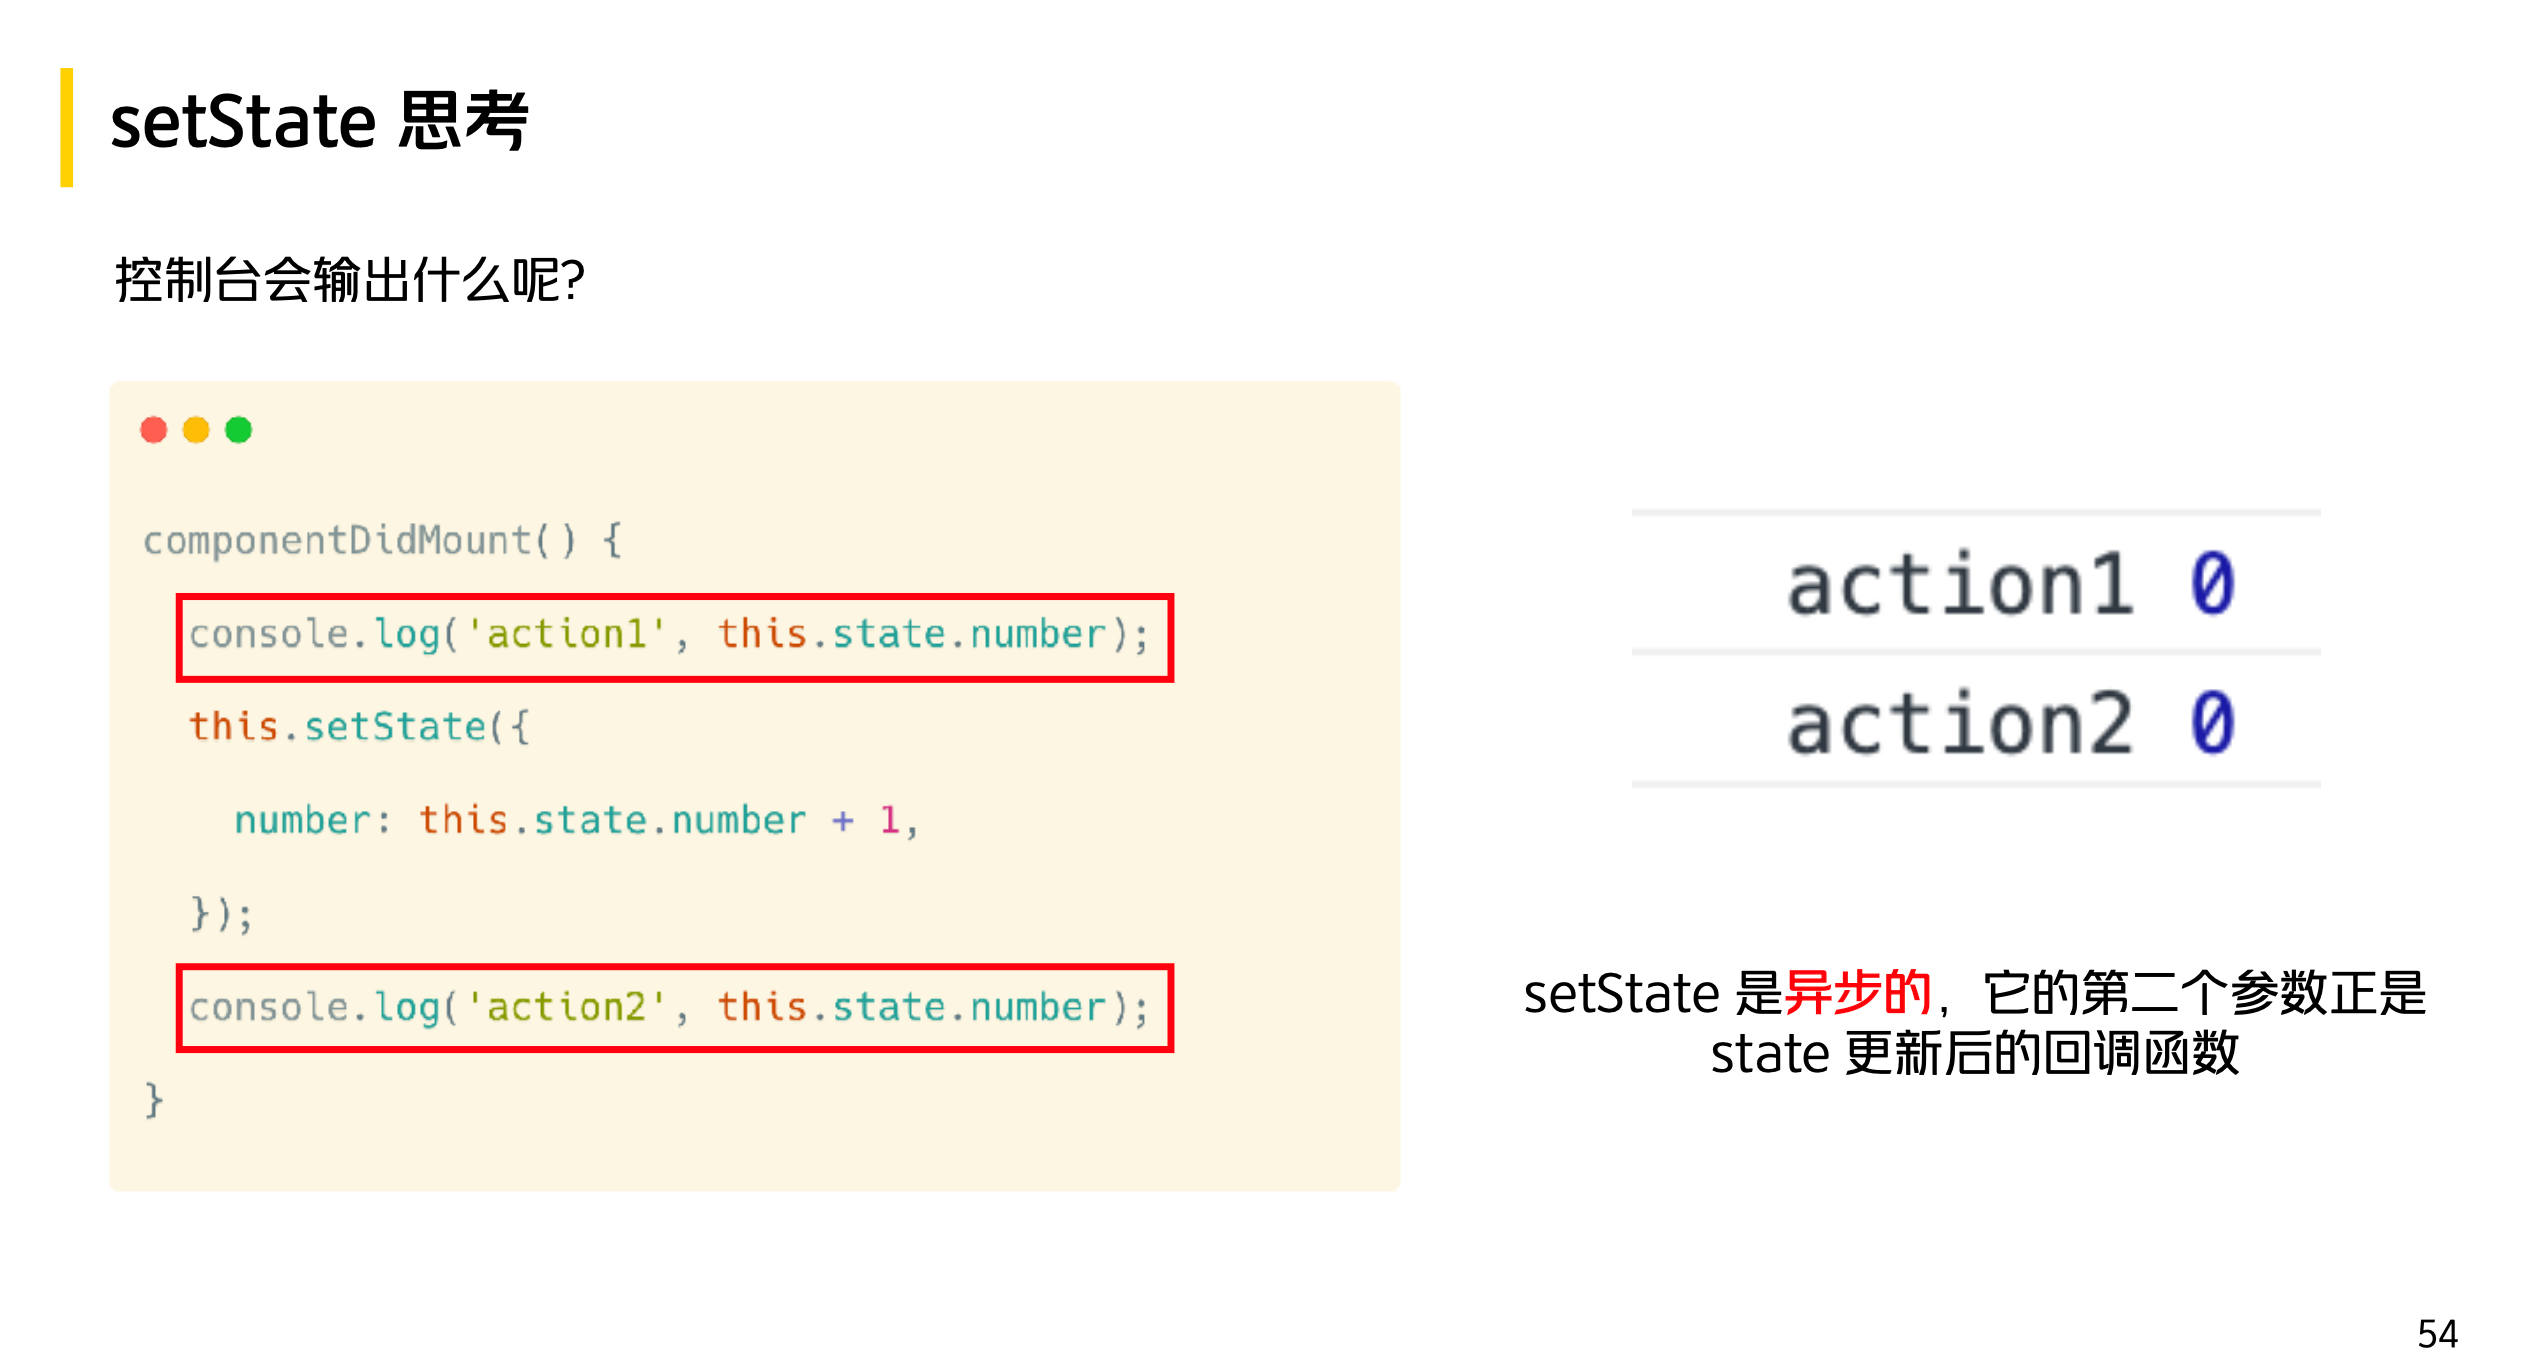 setState 思考
控制台会输出什么呢?
componentDidMount() {
console.log('action1', this.state.number);
this.setState({
number: this.state.number + 1,
});
console.log('action2', this.state.number);
}
action1 0
action2 0
setState 是异步的，它的第二个参数正是
state 更新后的回调函数
54